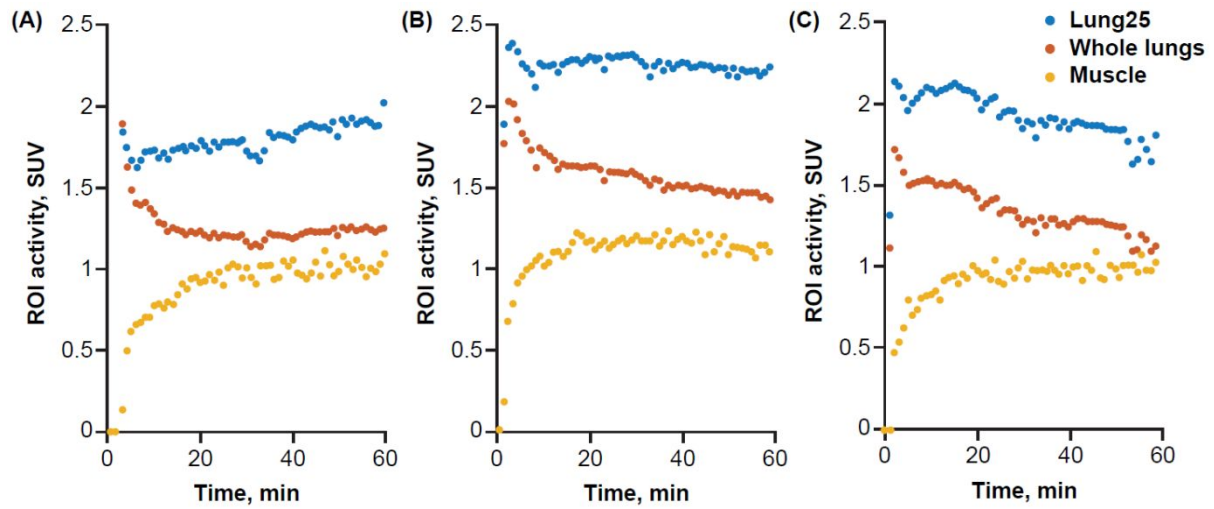 (A)
2.5
2
1.5
1
0.5
0
0 20 40 60
ROI activity, SUV
Time, min
(B)
2.5
2
1.5
1
0.5
0
0 20 40 60
ROI activity, SUV
Time, min
(C)
2.5
2
1.5
1
0.5
0
0 20 40 60
ROI activity, SUV
Time, min
Lung25
Whole lungs
Muscle